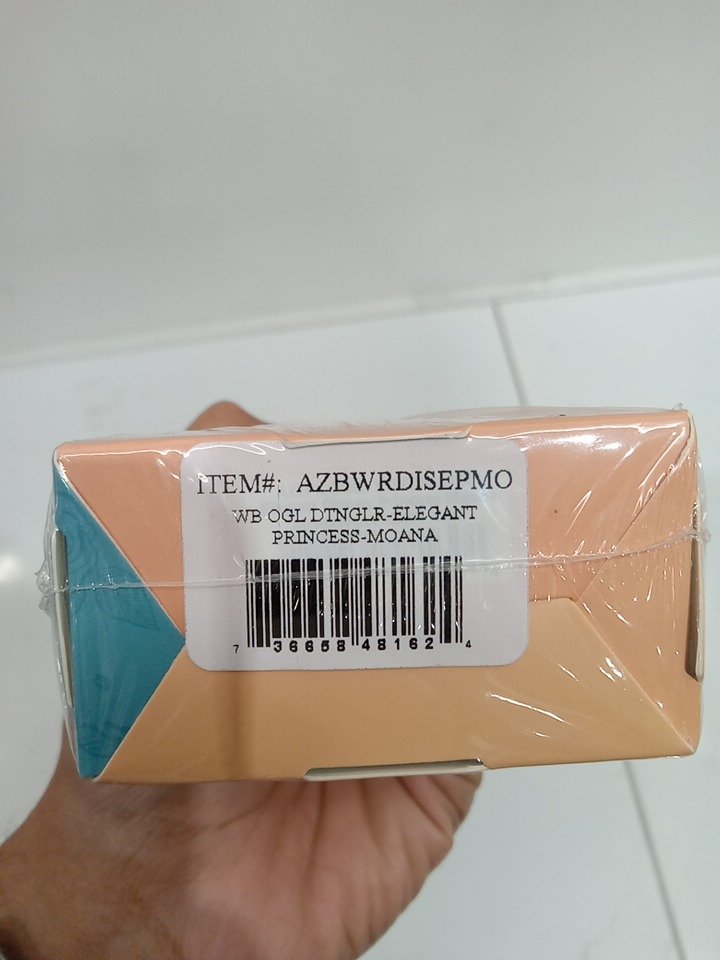 ITEM#: AZBWRDISEPMO
WB OGL DTNGLR-ELEGANT
PRINCESS-MOANA
7 36658 48162 4